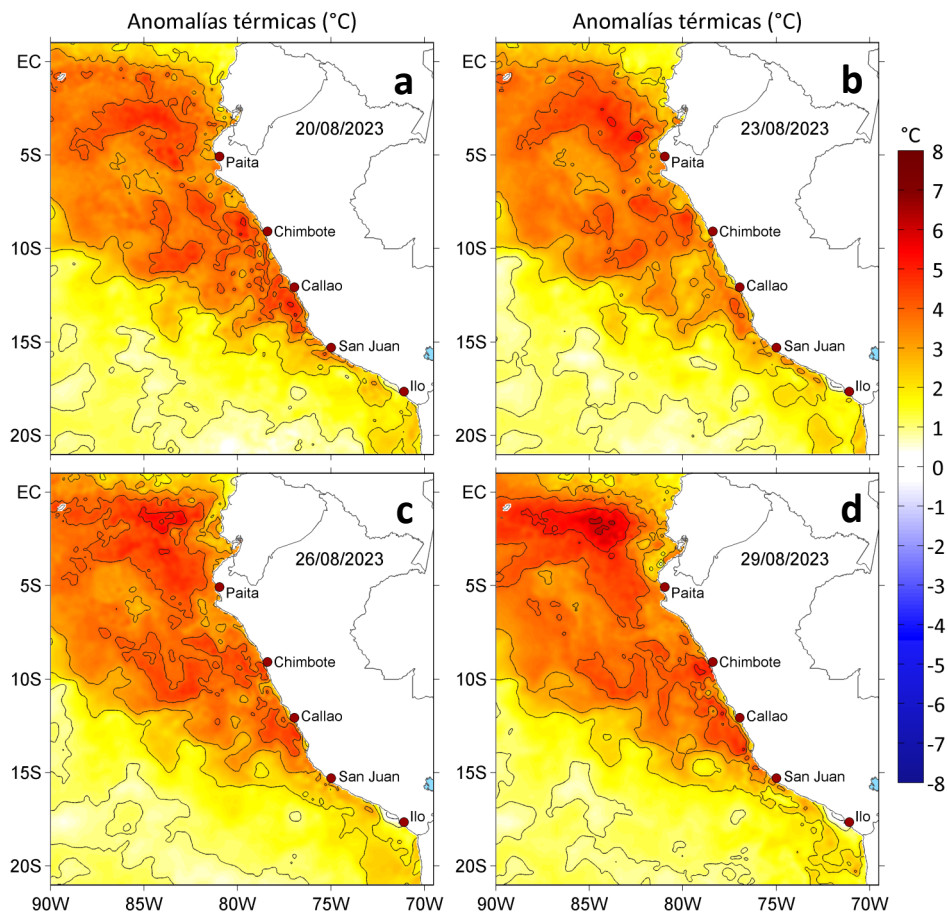 Anomalías térmicas (°C)
Anomalías térmicas (°C)
EC
5S
10S
15S
20S
a
20/08/2023
Paita
Chimbote
Callao
San Juan
Ilo
EC
5S
10S
15S
20S
b
23/08/2023
Paita
Chimbote
Callao
San Juan
Ilo
EC
5S
10S
15S
20S
c
26/08/2023
Paita
Chimbote
Callao
San Juan
Ilo
90W
85W
80W
75W
70W
EC
5S
10S
15S
20S
d
29/08/2023
Paita
Chimbote
Callao
San Juan
Ilo
90W
85W
80W
75W
70W
°C
8
7
6
5
4
3
2
1
0
-1
-2
-3
-4
-5
-6
-7
-8